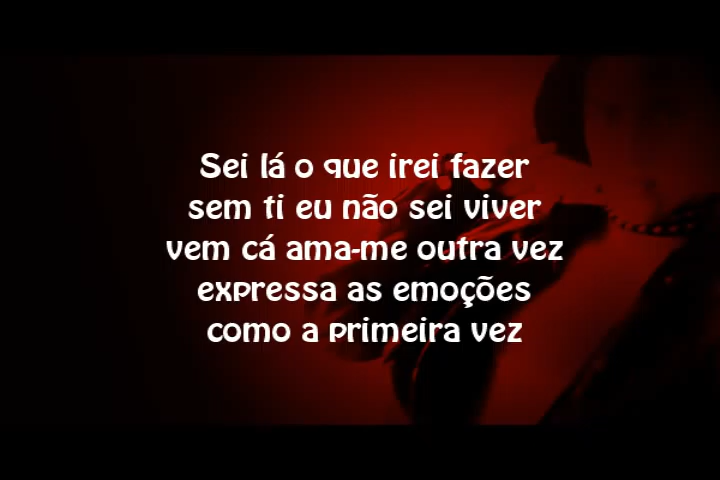 Sei lá o que irei fazer
sem ti eu não sei viver
vem cá ama-me outra vez
expressa as emoções
como a primeira vez